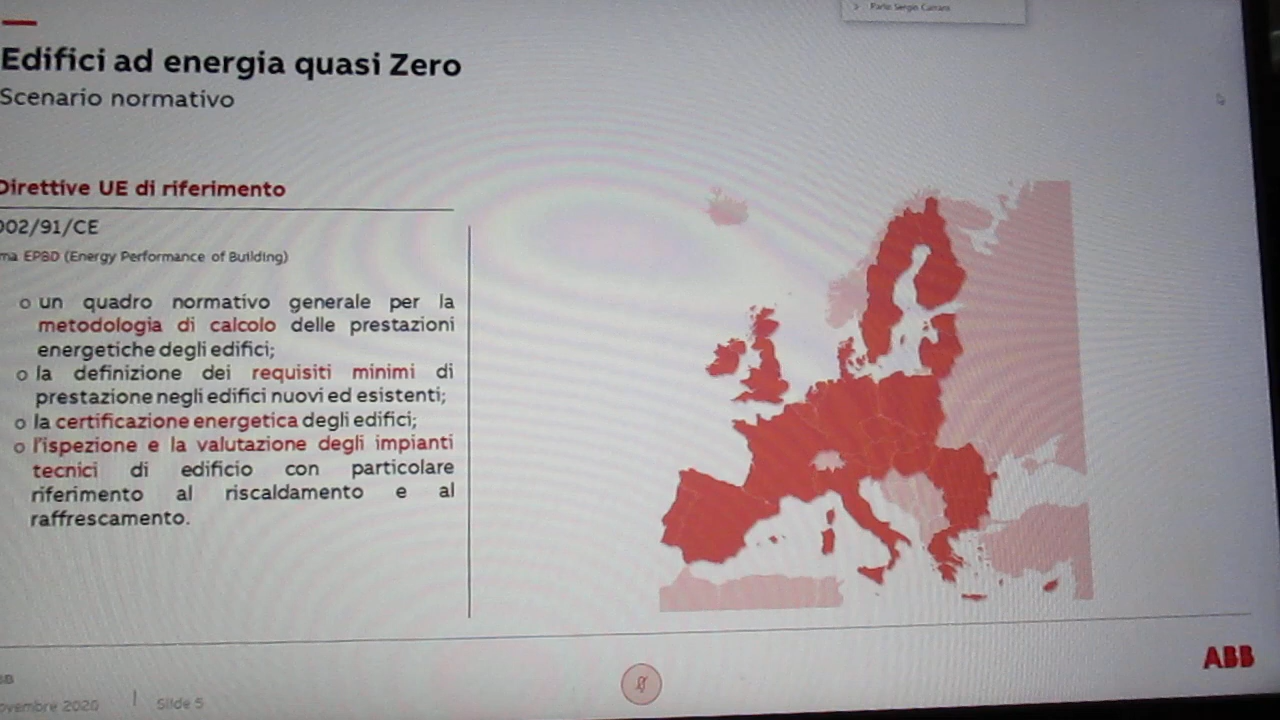 Edifici ad energia quasi Zero
Scenario normativo
Direttive UE di riferimento
002/91/CE
ma EPBD (Energy Performance of Building)
o un quadro normativo generale per la
metodologia di calcolo delle prestazioni
energetiche degli edifici;
o la definizione dei requisiti minimi di
prestazione negli edifici nuovi ed esistenti;
o la certificazione energetica degli edifici;
o l'ispezione e la valutazione degli impianti
tecnici di edificio con particolare
riferimento al riscaldamento e al
raffrescamento.
ABB
ovembre 2020 | Slide 5